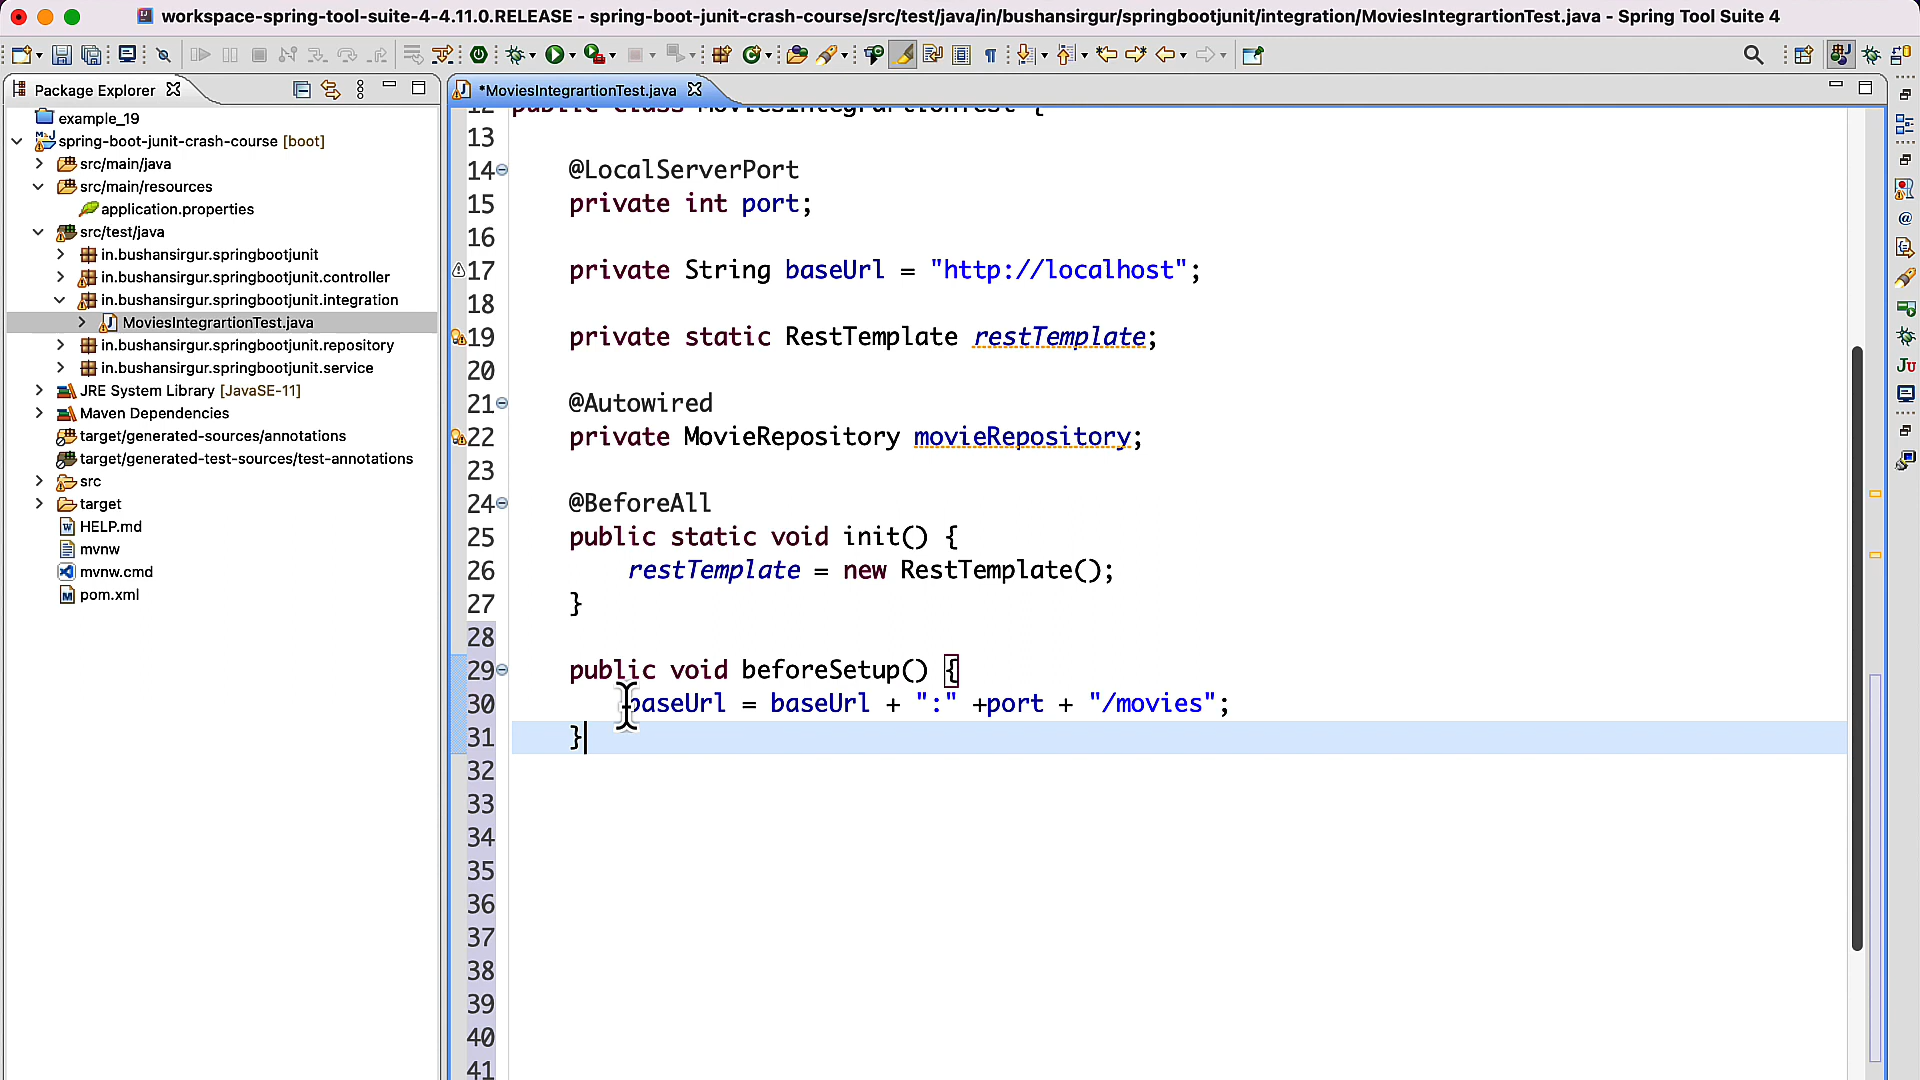 workspace-spring-tool-suite-4-4.11.0.RELEASE - spring-boot-junit-crash-course/src/test/java/in/bushansirgur/springbootjunit/integration/MoviesIntegrartionTest.java - Spring Tool Suite 4
Package Explorer
example_19
spring-boot-junit-crash-course [boot]
src/main/java
src/main/resources
application.properties
src/test/java
in.bushansirgur.springbootjunit
in.bushansirgur.springbootjunit.controller
in.bushansirgur.springbootjunit.integration
MoviesIntegrartionTest.java
in.bushansirgur.springbootjunit.repository
in.bushansirgur.springbootjunit.service
JRE System Library [JavaSE-11]
Maven Dependencies
target/generated-sources/annotations
target/generated-test-sources/test-annotations
src
target
HELP.md
mvnw
mvnw.cmd
pom.xml
*MoviesIntegrartionTest.java
12 public class MoviesIntegrartionTest {
13
14 @LocalServerPort
15 private int port;
16
17 private String baseUrl = "http://localhost";
18
19 private static RestTemplate restTemplate;
20
21 @Autowired
22 private MovieRepository movieRepository;
23
24 @BeforeAll
25 public static void init() {
26 restTemplate = new RestTemplate();
27 }
28
29 public void beforeSetup() {
30 baseUrl = baseUrl + ":" +port + "/movies";
31 }
32
33
34
35
36
37
38
39
40
41